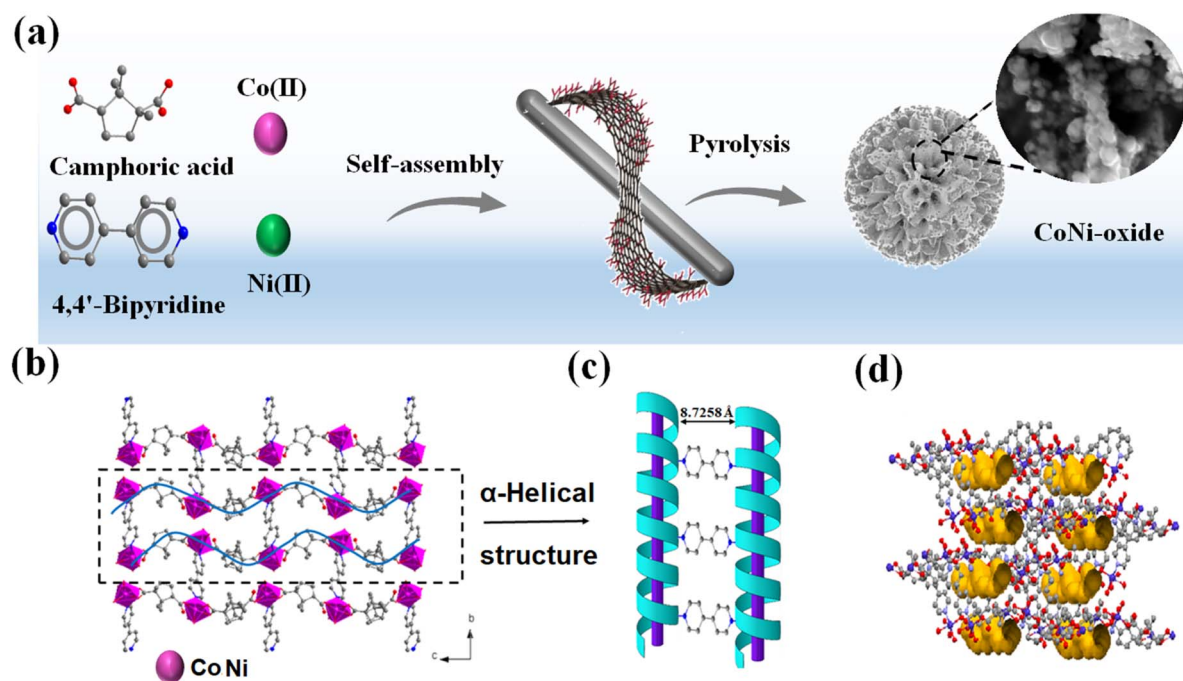 (a)
Co(II)
Camphoric acid
Self-assembly
Pyrolysis
CoNi-oxide
Ni(II)
4,4'-Bipyridine
(b)
(c)
(d)
8.7258 Å
α-Helical
structure
b
c
Co Ni